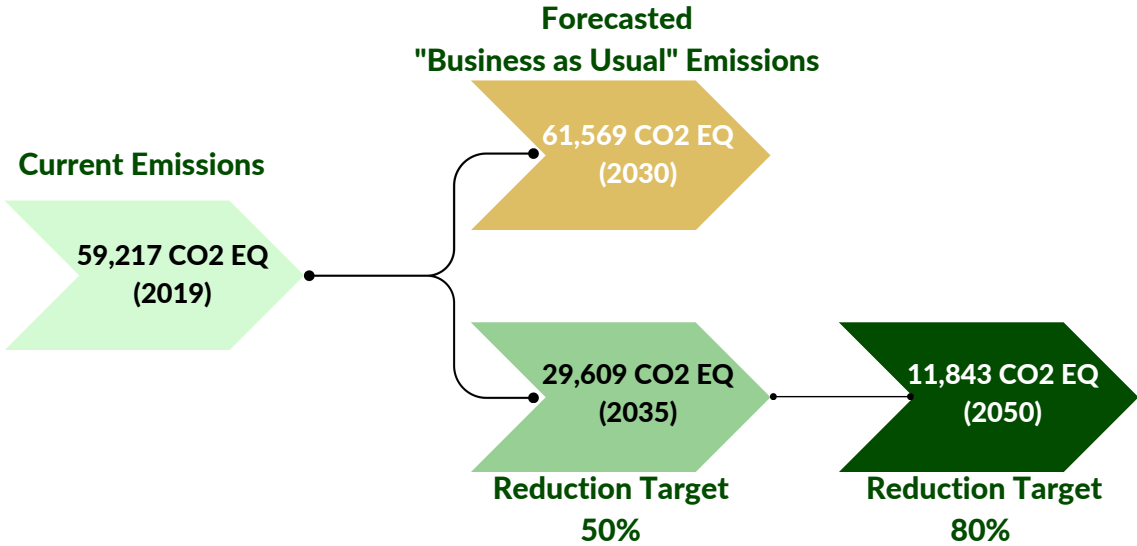 Forecasted
"Business as Usual" Emissions
61,569 CO2 EQ
(2030)
Current Emissions
59,217 CO2 EQ
(2019)
29,609 CO2 EQ
(2035)
Reduction Target
50%
11,843 CO2 EQ
(2050)
Reduction Target
80%